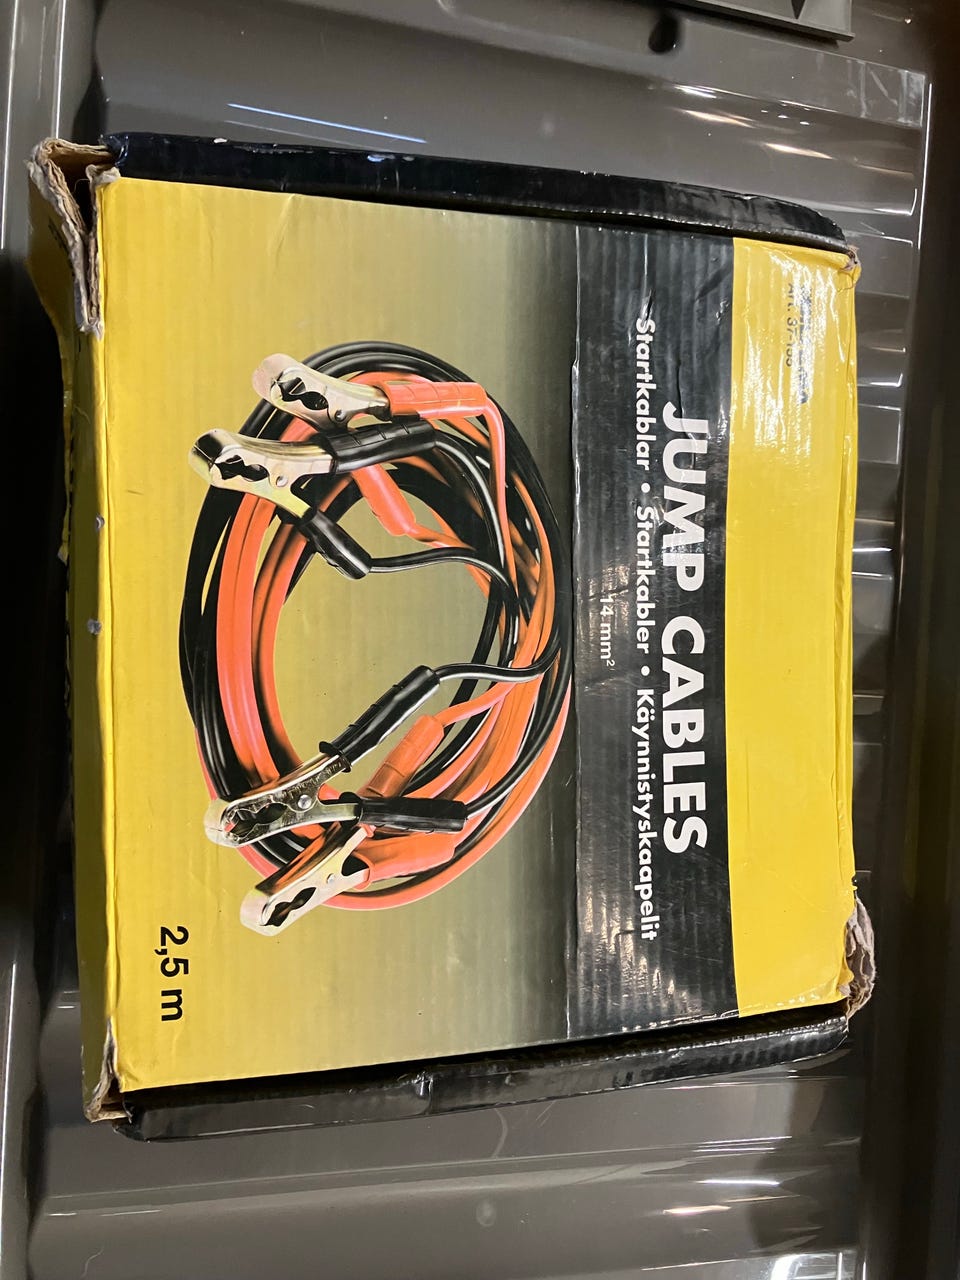 JUMP CABLES
Startkablar • Startkabler • Käynnistyskaapelit
14 mm²
2,5 m